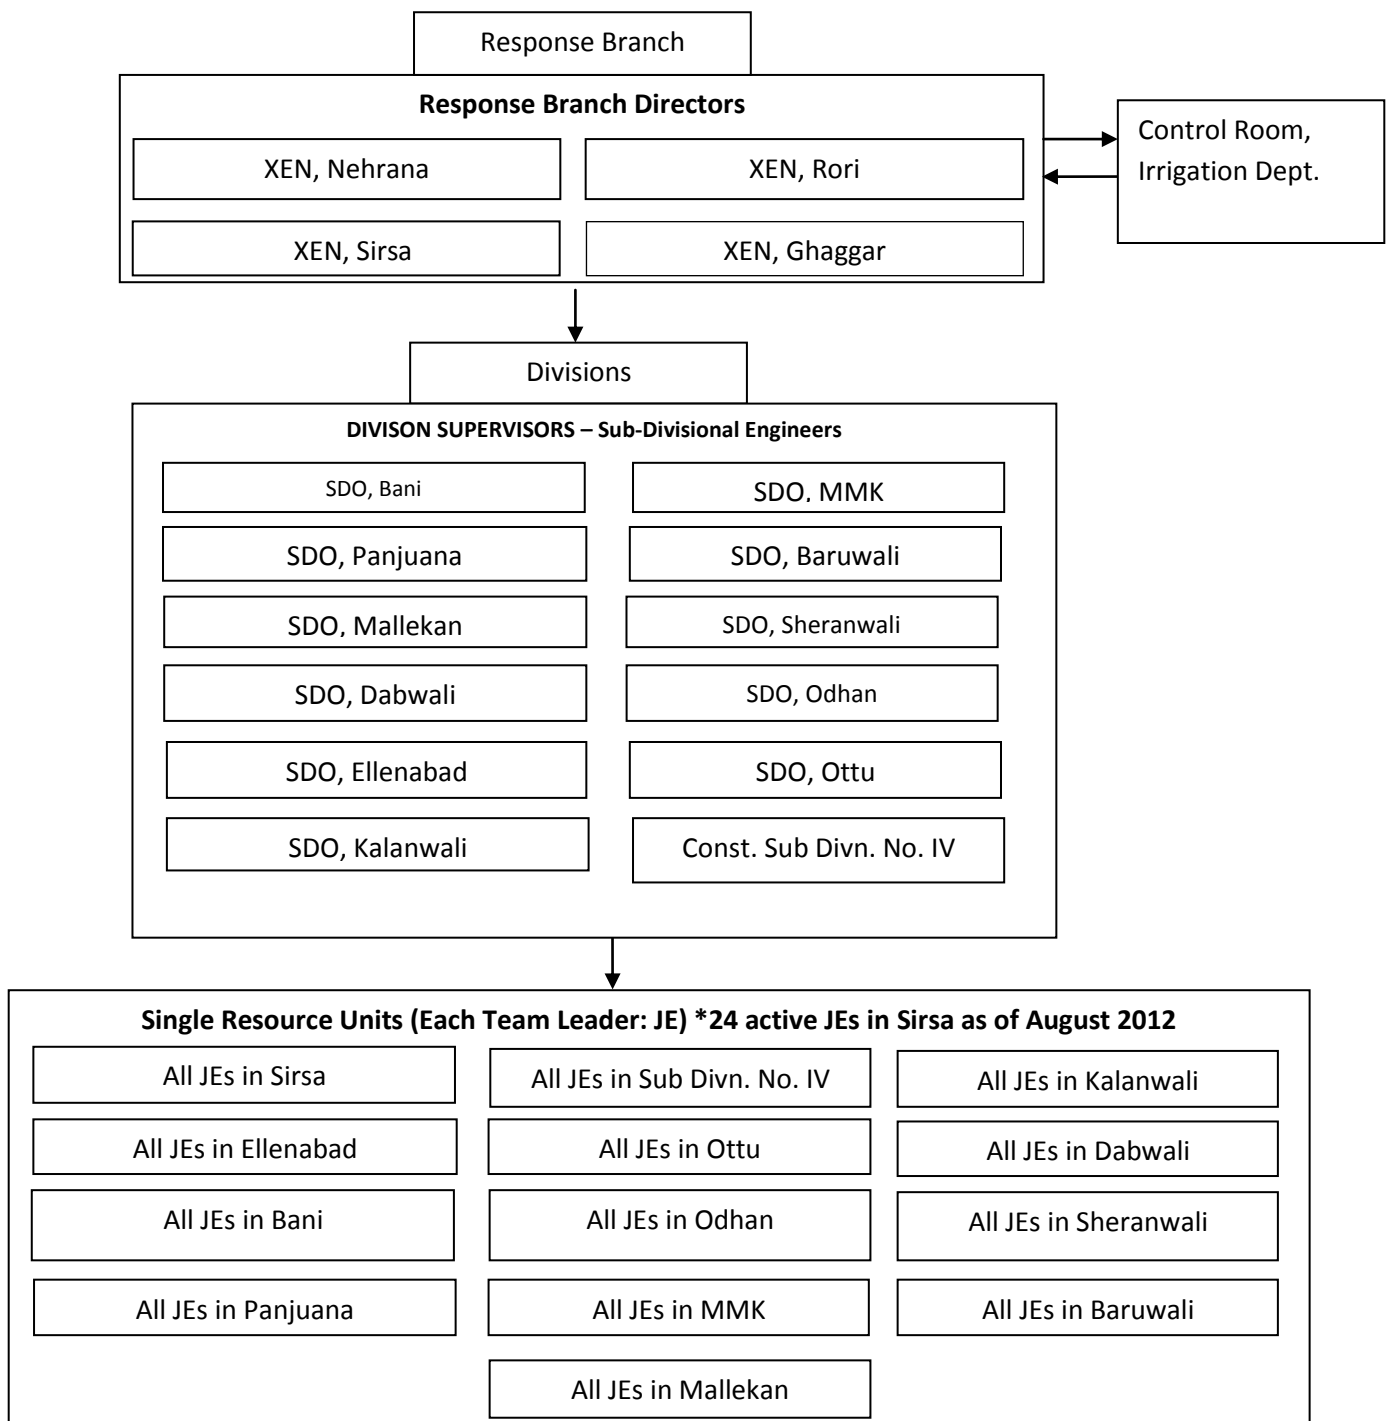 Response Branch
Response Branch Directors
XEN, Nehrana
XEN, Rori
XEN, Sirsa
XEN, Ghaggar
Control Room,
Irrigation Dept.
Divisions
DIVISON SUPERVISORS – Sub-Divisional Engineers
SDO, Bani
SDO, MMK
SDO, Panjuana
SDO, Baruwali
SDO, Mallekan
SDO, Sheranwali
SDO, Dabwali
SDO, Odhan
SDO, Ellenabad
SDO, Ottu
SDO, Kalanwali
Const. Sub Divn. No. IV
Single Resource Units (Each Team Leader: JE) *24 active JEs in Sirsa as of August 2012
All JEs in Sirsa
All JEs in Sub Divn. No. IV
All JEs in Kalanwali
All JEs in Ellenabad
All JEs in Ottu
All JEs in Dabwali
All JEs in Bani
All JEs in Odhan
All JEs in Sheranwali
All JEs in Panjuana
All JEs in MMK
All JEs in Baruwali
All JEs in Mallekan